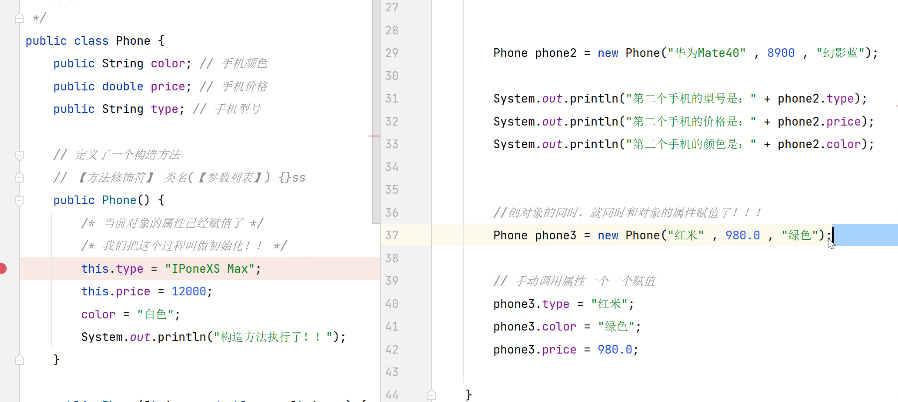 */
public class Phone {
public String color; // 手机颜色
public double price; // 手机价格
public String type; // 手机型号
// 定义了一个构造方法
// 【方法修饰符】 类名(【参数列表】) {}ss
public Phone() {
/* 当前对象的属性已经赋值了 */
/* 我们把这个过程叫做初始化！！ */
this.type = "IPoneXS Max";
this.price = 12000;
color = "白色";
System.out.println("构造方法执行了！！");
}
27
28
29 Phone phone2 = new Phone("华为Mate40" , 8900 , "幻影蓝");
30
31 System.out.println("第二个手机的型号是：" + phone2.type);
32 System.out.println("第二个手机的价格是：" + phone2.price);
33 System.out.println("第二个手机的颜色是：" + phone2.color);
34
35
36 //创对象的同时，就同时和对象的属性赋值了！！！
37 Phone phone3 = new Phone("红米" , 980.0 , "绿色");
38
39 // 手动调用属性一个 一个赋值
40 phone3.type = "红米";
41 phone3.color = "绿色";
42 phone3.price = 980.0;
43
44 }